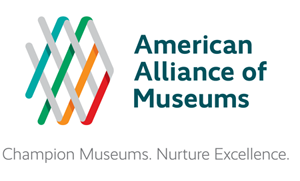 American
Alliance of
Museums
Champion Museums. Nurture Excellence.